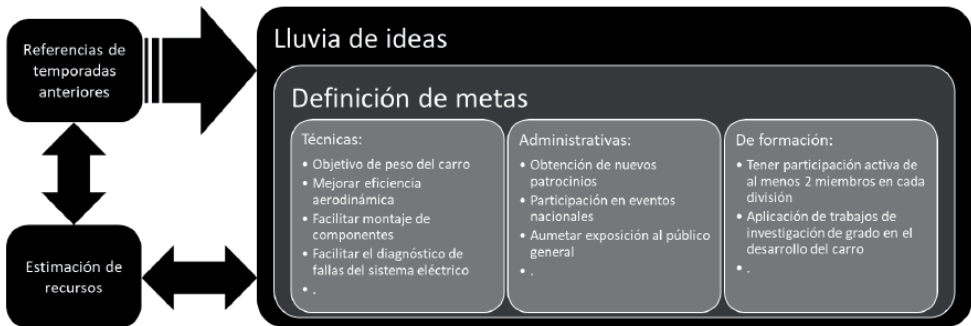 Referencias de
temporadas
anteriores
Estimación de
recursos
Lluvia de ideas
Definición de metas
Técnicas:
• Objetivo de peso del carro
• Mejorar eficiencia
aerodinámica
• Facilitar montaje de
componentes
• Facilitar el diagnóstico de
fallas del sistema eléctrico
• .
Administrativas:
• Obtención de nuevos
patrocinios
• Participación en eventos
nacionales
• Aumetar exposición al público
general
• .
De formación:
• Tener participación activa de
al menos 2 miembros en cada
división
• Aplicación de trabajos de
investigación de grado en el
desarrollo del carro
• .